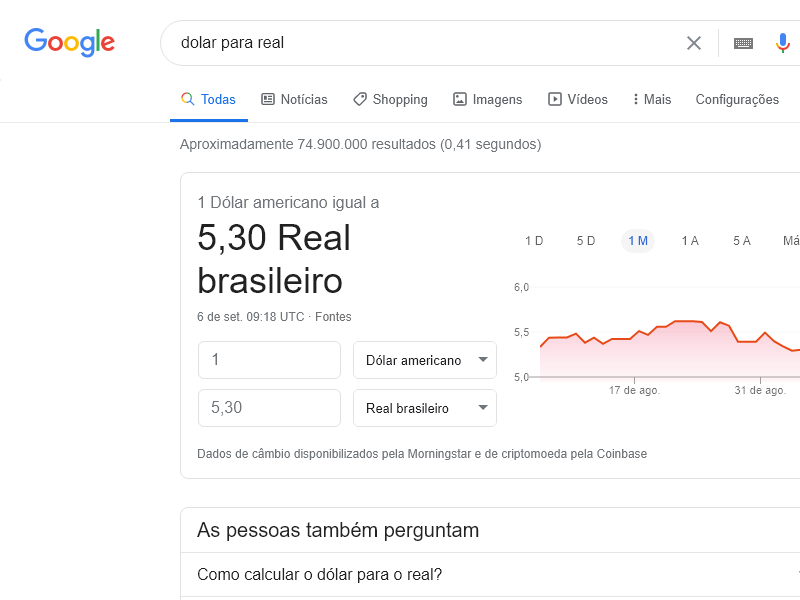 Google
dolar para real
Todas Notícias Shopping Imagens Vídeos Mais Configurações
Aproximadamente 74.900.000 resultados (0,41 segundos)
1 Dólar americano igual a
5,30 Real
brasileiro
6 de set. 09:18 UTC · Fontes
1 Dólar americano
5,30 Real brasileiro
1 D 5 D 1 M 1 A 5 A Má
6,0
5,5
5,0
17 de ago. 31 de ago.
Dados de câmbio disponibilizados pela Morningstar e de criptomoeda pela Coinbase
As pessoas também perguntam
Como calcular o dólar para o real?